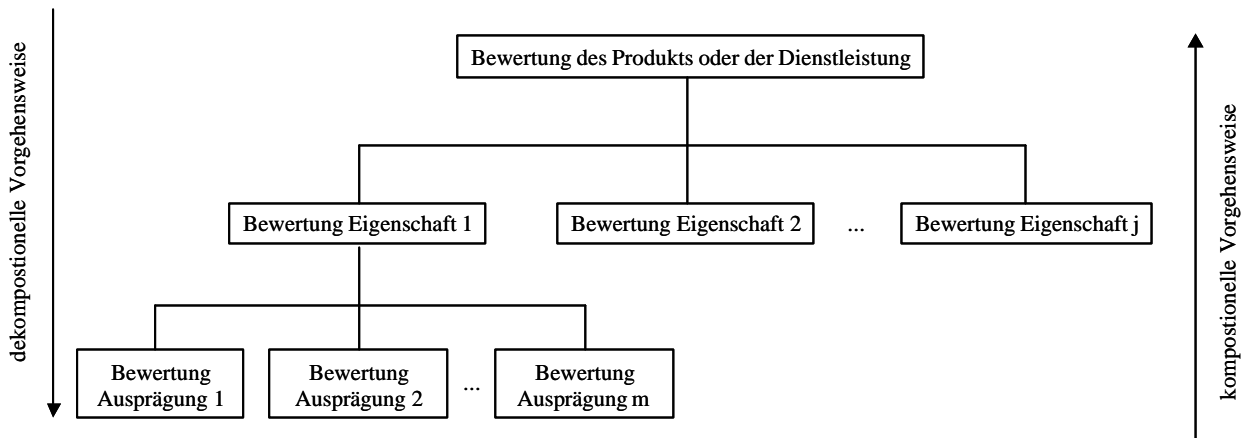 dekompostionelle Vorgehensweise
Bewertung des Produkts oder der Dienstleistung
Bewertung Eigenschaft 1
Bewertung Eigenschaft 2
...
Bewertung Eigenschaft j
Bewertung
Ausprägung 1
Bewertung
Ausprägung 2
...
Bewertung
Ausprägung m
kompostionelle Vorgehensweise